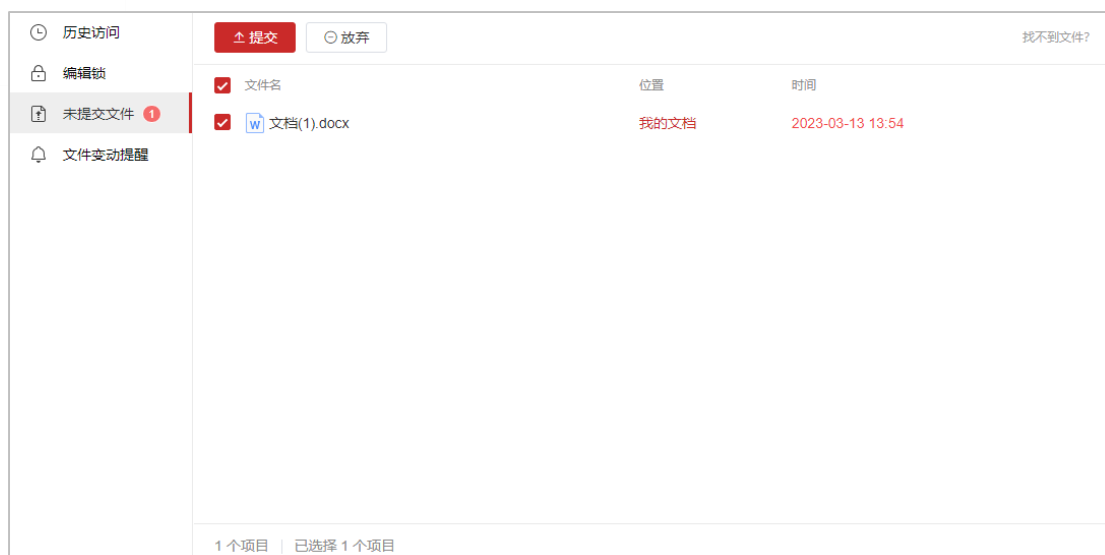 历史访问
编辑锁
未提交文件 1
文件变动提醒
提交 放弃 找不到文件?
文件名 位置 时间
W 文档(1).docx 我的文档 2023-03-13 13:54
1 个项目 已选择 1 个项目